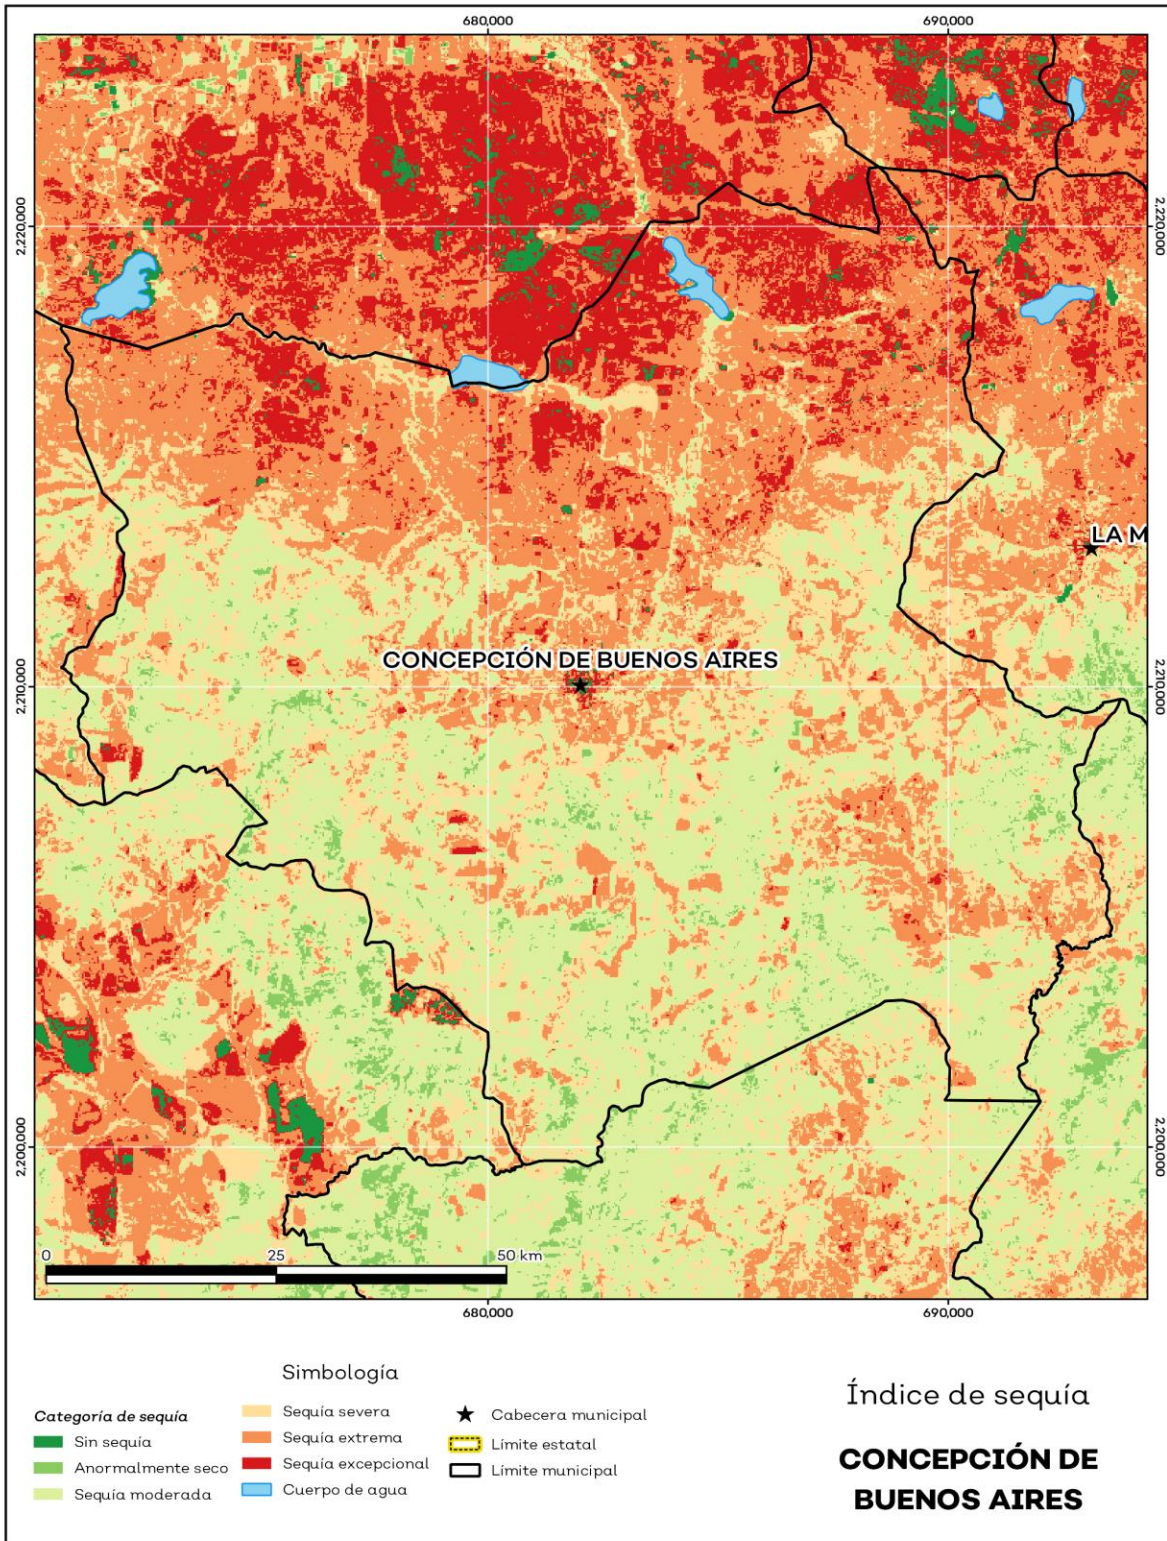 680,000
690,000
2,220,000
2,220,000
LA M
CONCEPCIÓN DE BUENOS AIRES
2,210,000
2,210,000
2,200,000
2,200,000
0
25
50 km
680,000
690,000
Simbología
Categoría de sequía
Sin sequía
Anormalmente seco
Sequía moderada
Sequía severa
Sequía extrema
Sequía excepcional
Cuerpo de agua
Cabecera municipal
Límite estatal
Límite municipal
Índice de sequía
CONCEPCIÓN DE
BUENOS AIRES